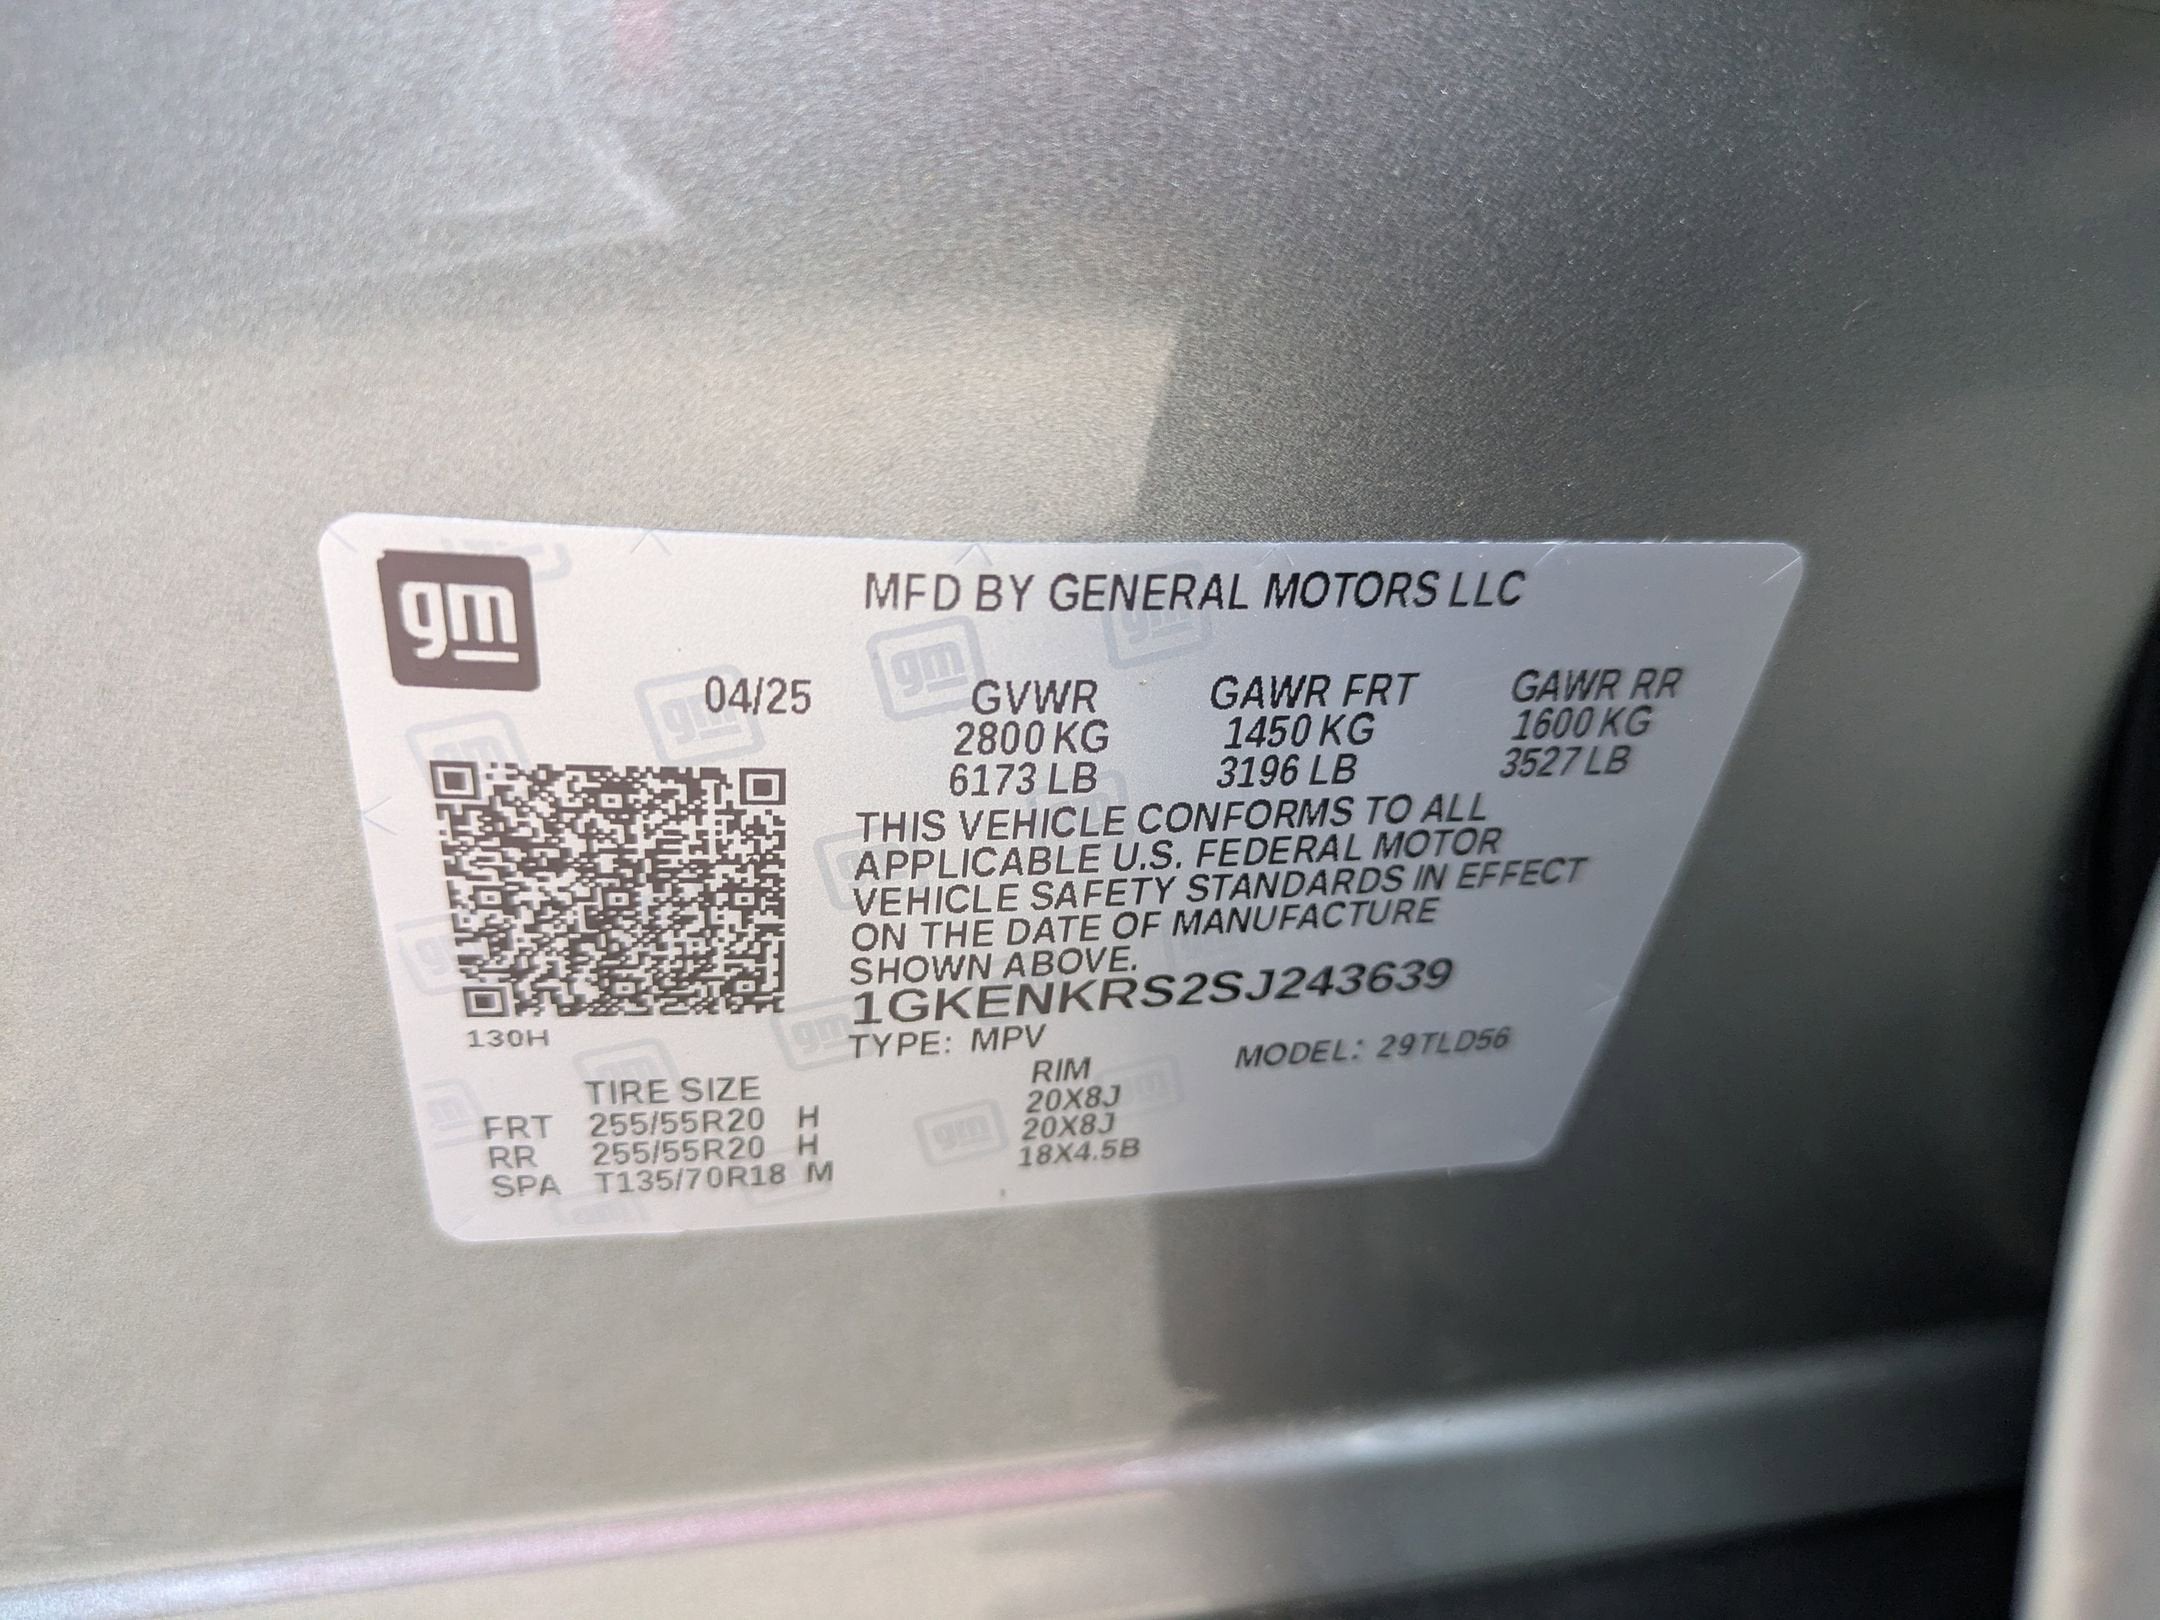 gm
MFD BY GENERAL MOTORS LLC
04/25 GVWR GAWR FRT GAWR RR
2800 KG 1450 KG 1600 KG
6173 LB 3196 LB 3527 LB
THIS VEHICLE CONFORMS TO ALL
APPLICABLE U.S. FEDERAL MOTOR
VEHICLE SAFETY STANDARDS IN EFFECT
ON THE DATE OF MANUFACTURE
SHOWN ABOVE.
1GKENKRS2SJ243639
130H
TYPE: MPV MODEL: 29TLD56
TIRE SIZE RIM
FRT 255/55R20 H 20X8J
RR 255/55R20 H 20X8J
SPA T135/70R18 M 18X4.5B